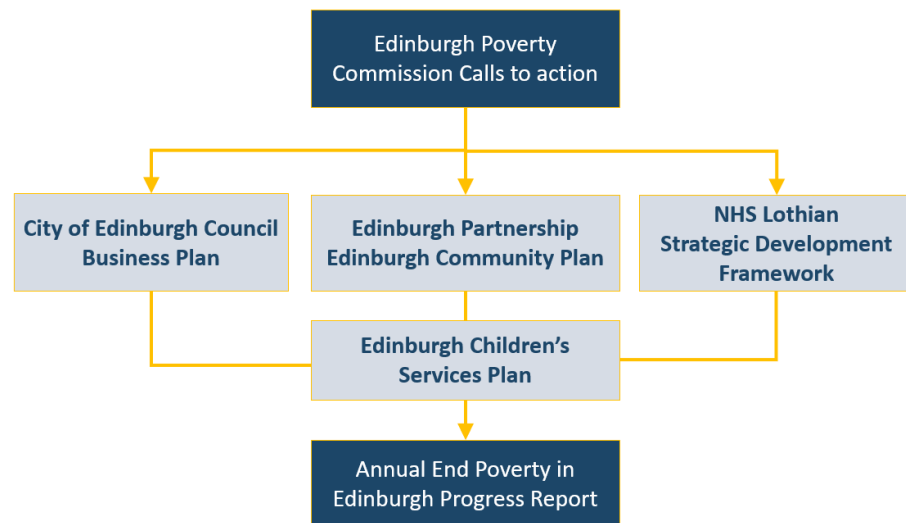 Edinburgh Poverty
Commission Calls to action
City of Edinburgh Council
Business Plan
Edinburgh Partnership
Edinburgh Community Plan
NHS Lothian
Strategic Development
Framework
Edinburgh Children’s
Services Plan
Annual End Poverty in
Edinburgh Progress Report